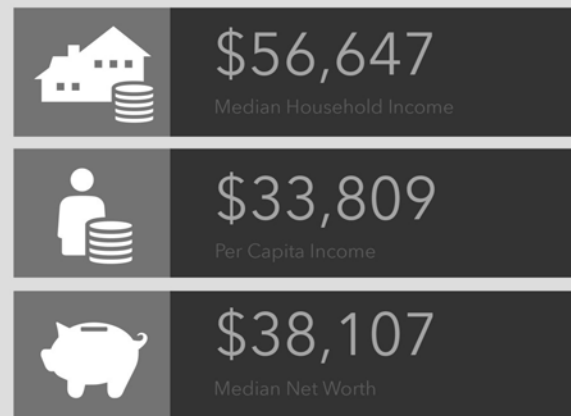 $56,647
Median Household Income
$33,809
Per Capita Income
$38,107
Median Net Worth